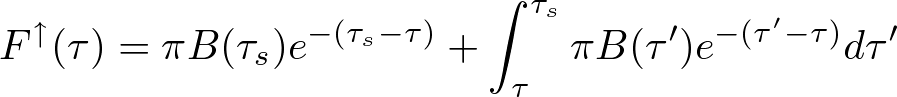 $F^{\uparrow}(\tau) = \pi B(\tau_s) e^{-(\tau_s - \tau)} + \int_{\tau}^{\tau_s} \pi B(\tau') e^{-(\tau' - \tau)} d\tau'$